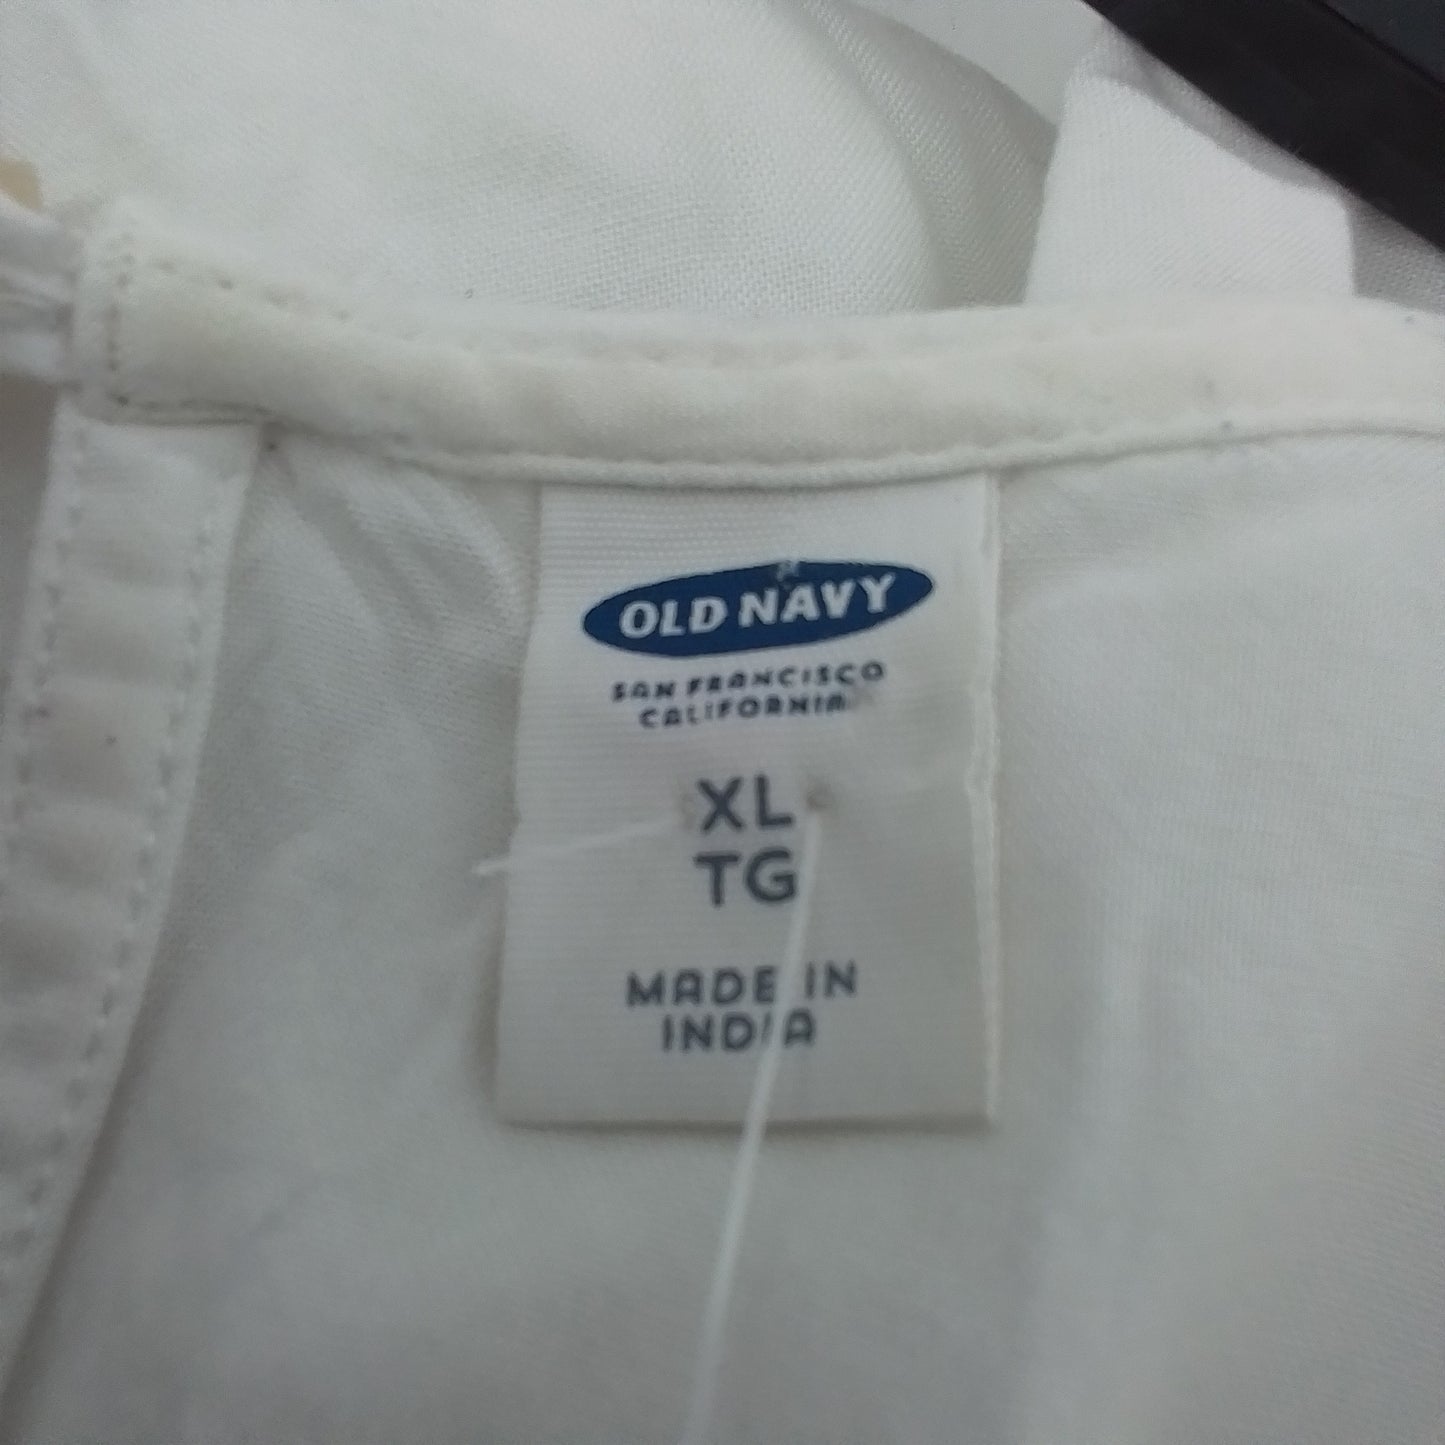 OLD NAVY
SAN FRANCISCO
CALIFORNIA
XL
TG
MADE IN
INDIA